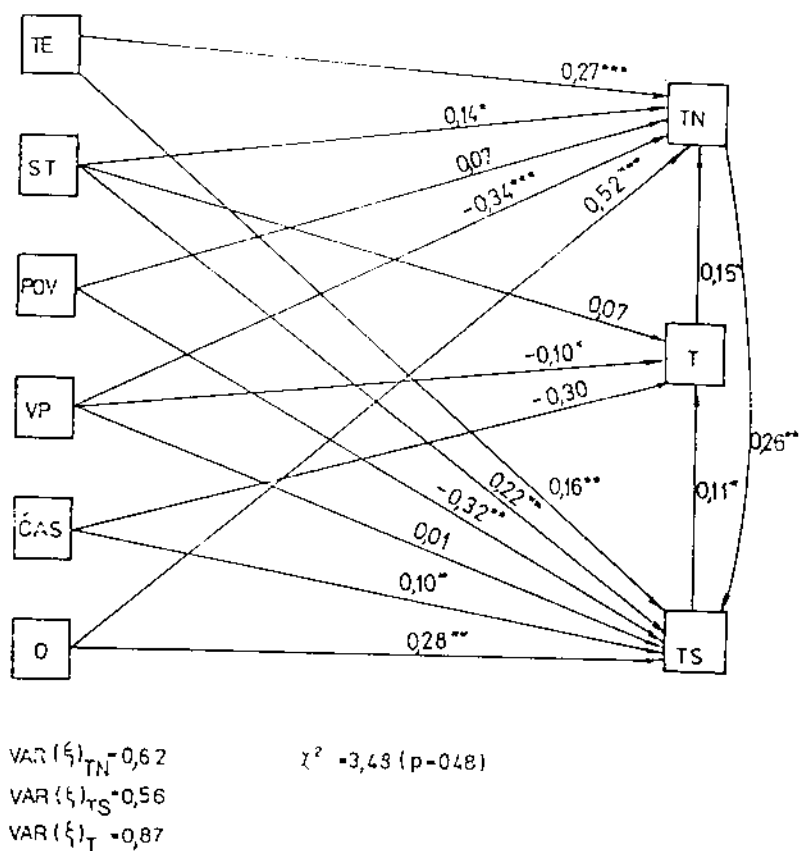 TE
0,27***
TN
ST
0,14*
0,07
-0,34***
0,52***
POV
0,15*
0,07
T
VP
-0,10*
-0,30
0,26**
ČAS
0,22**
0,16**
-0,32**
0,11*
0,01
0,10*
O
0,28**
TS
VAR(ξ)TN=0,62
χ² =3,48 (p=048)
VAR(ξ)TS=0,56
VAR(ξ)T =0,87